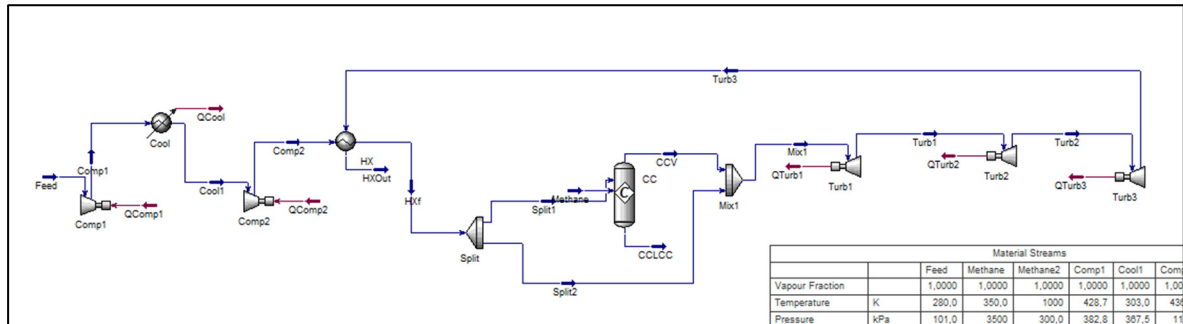 Turb3
QCool
Cool
Comp1
Comp2
HX
HXOut
Feed
Cool1
QComp1
Comp1
QComp2
Comp2
HXf
Split1
Methane
CCV
CC
Mix1
Mix1
Turb1
QTurb1
Turb1
Turb2
QTurb2
Turb2
QTurb3
Turb3
Split
CCLCC
Split2
Material Streams
Feed Methane Methane2 Comp1 Cool1
Vapour Fraction 1,0000 1,0000 1,0000 1,0000 1,0000
Temperature K 280,0 350,0 1000 428,7 303,0
Pressure kPa 101,0 3500 300,0 382,8 367,5